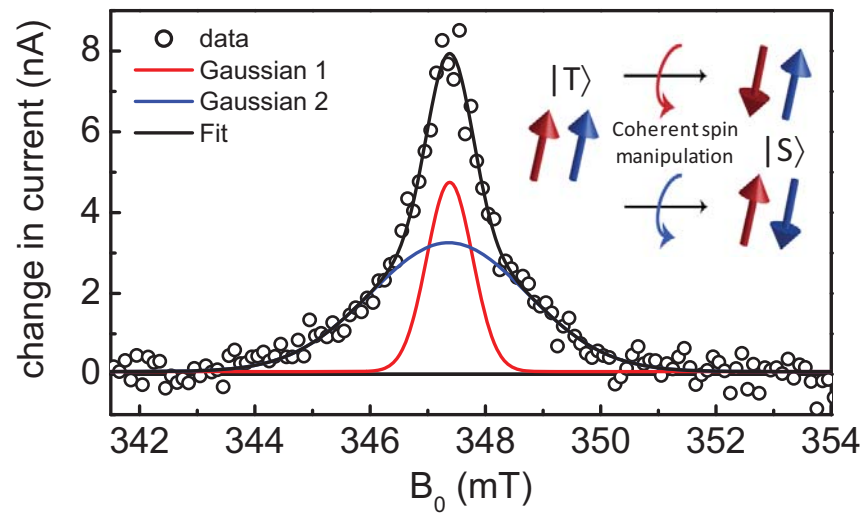 change in current (nA)
8
6
4
2
0
data
Gaussian 1
Gaussian 2
Fit
|T⟩
Coherent spin
manipulation
|S⟩
342 344 346 348 350 352 354
B₀ (mT)